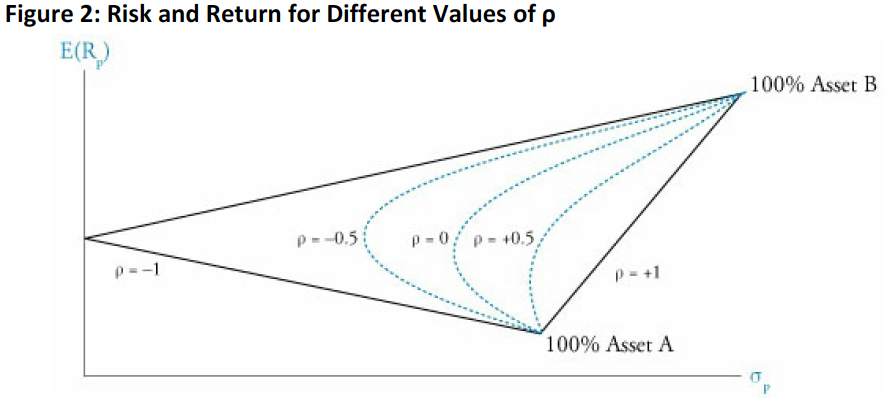 Figure 2: Risk and Return for Different Values of ρ
E(Rp)
100% Asset B
ρ = –0.5
ρ = 0
ρ = +0.5
ρ = –1
ρ = +1
100% Asset A
σp